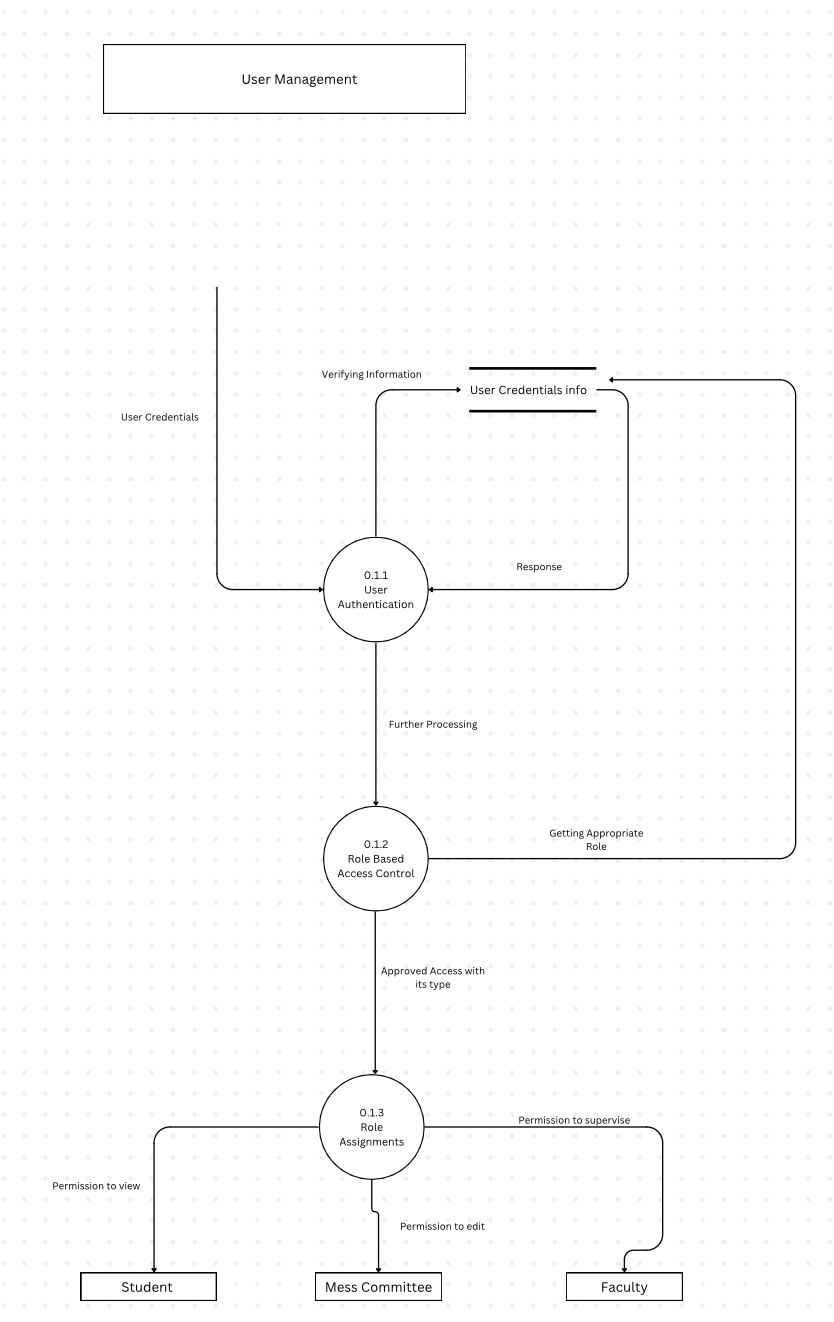 User Management
Verifying Information
User Credentials info
User Credentials
Response
0.1.1
User
Authentication
Further Processing
Getting Appropriate
Role
0.1.2
Role Based
Access Control
Approved Access with
its type
0.1.3
Role
Assignments
Permission to supervise
Permission to view
Permission to edit
Student
Mess Committee
Faculty